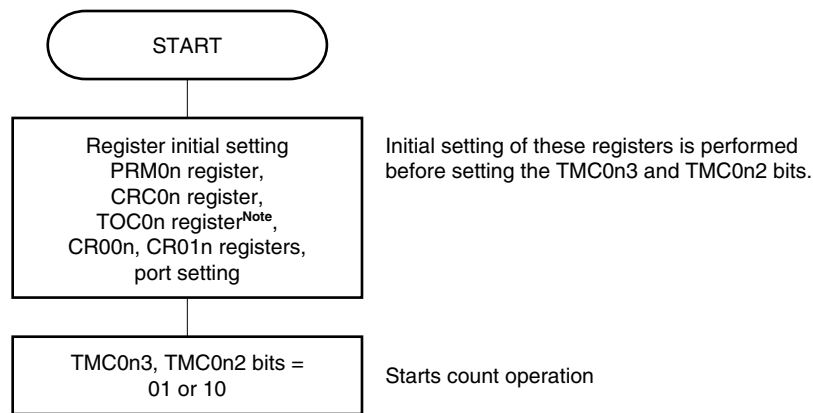 START
Register initial setting
PRM0n register,
CRC0n register,
TOC0n registerNote,
CR00n, CR01n registers,
port setting
Initial setting of these registers is performed
before setting the TMC0n3 and TMC0n2 bits.
TMC0n3, TMC0n2 bits =
01 or 10
Starts count operation